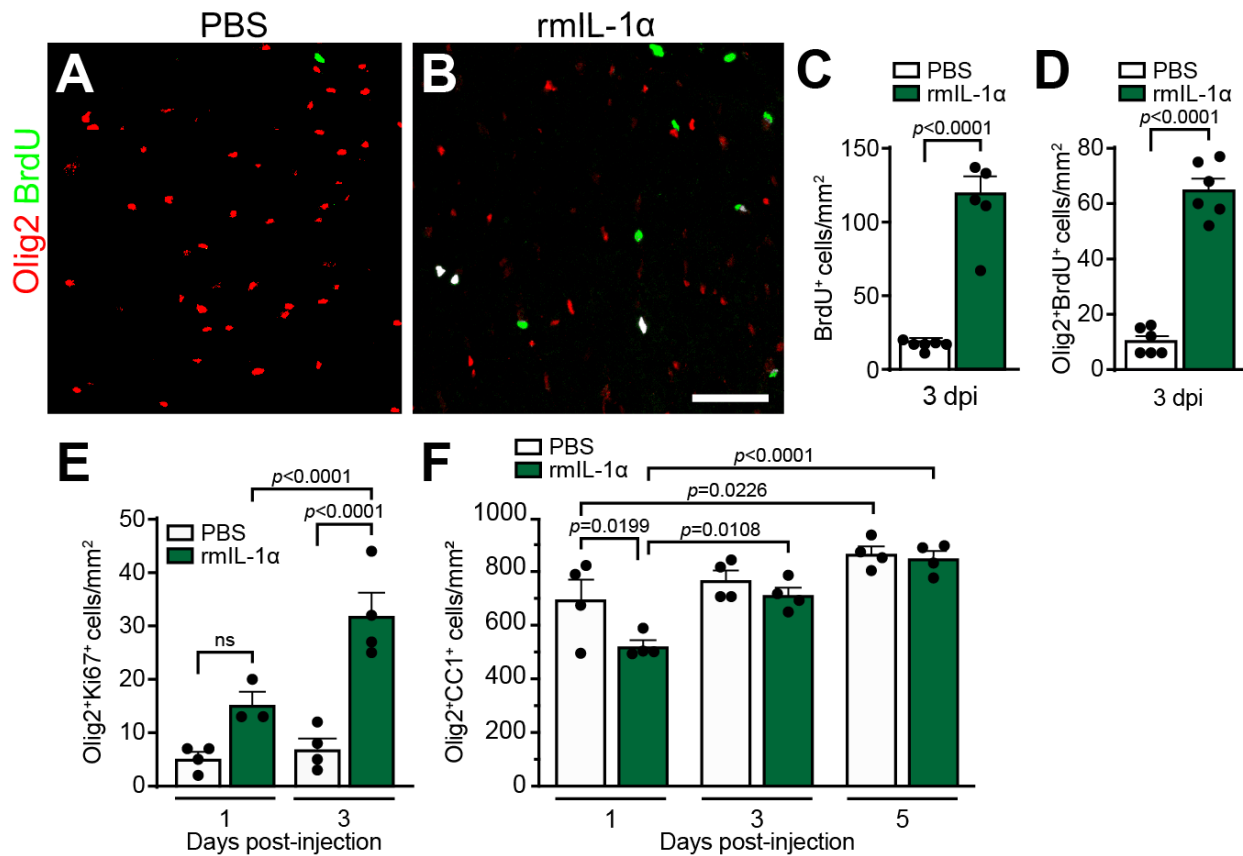 PBS
rmIL-1α
Olig2 BrdU
A
B
C
PBS
rmIL-1α
p<0.0001
BrdU⁺ cells/mm²
150
100
50
0
3 dpi
D
PBS
rmIL-1α
p<0.0001
Olig2⁺BrdU⁺ cells/mm²
80
60
40
20
0
3 dpi
E
p<0.0001
PBS
rmIL-1α
p<0.0001
ns
Olig2⁺Ki67⁺ cells/mm²
50
40
30
20
10
0
1
3
Days post-injection
F
PBS
rmIL-1α
p<0.0001
p=0.0226
p=0.0199
p=0.0108
Olig2⁺CC1⁺ cells/mm²
1000
800
600
400
200
0
1
3
5
Days post-injection